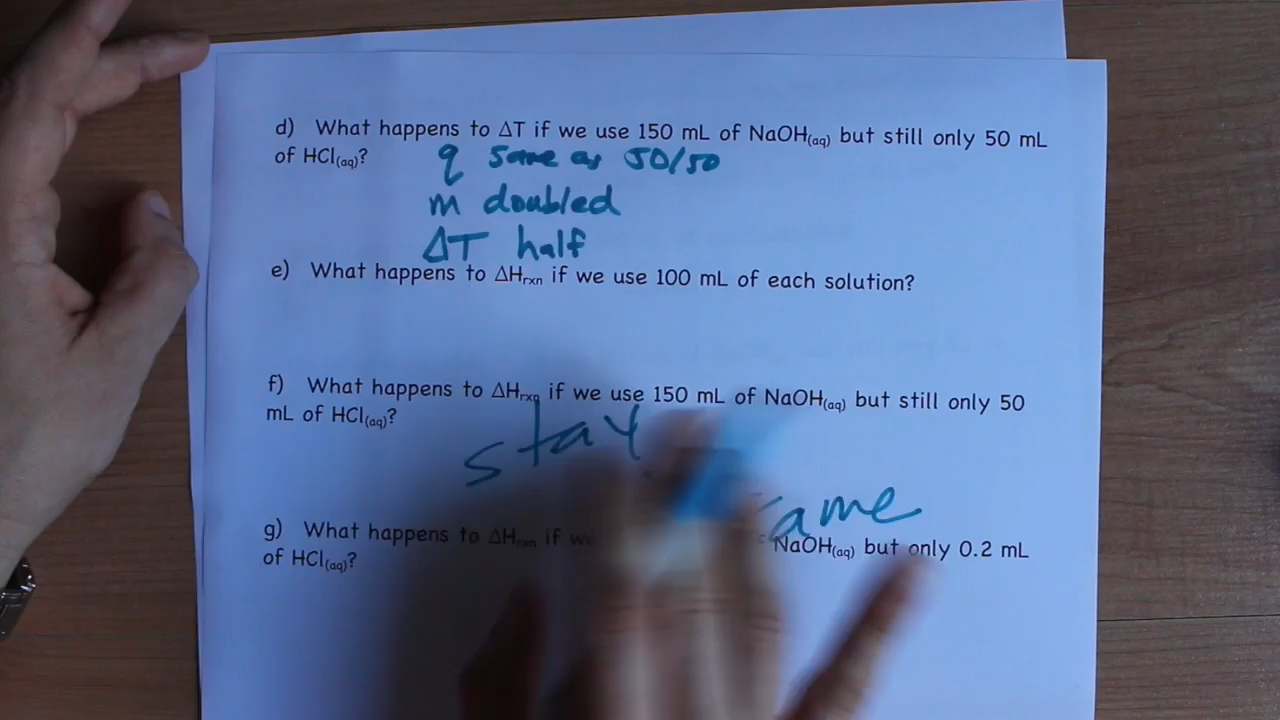 d) What happens to ΔT if we use 150 mL of NaOH(aq) but still only 50 mL
of HCl(aq)?
q same as 50/50
m doubled
ΔT half
e) What happens to ΔHrxn if we use 100 mL of each solution?
f) What happens to ΔHrxn if we use 150 mL of NaOH(aq) but still only 50
mL of HCl(aq)?
stay
same
g) What happens to ΔHrxn if we NaOH(aq) but only 0.2 mL
of HCl(aq)?